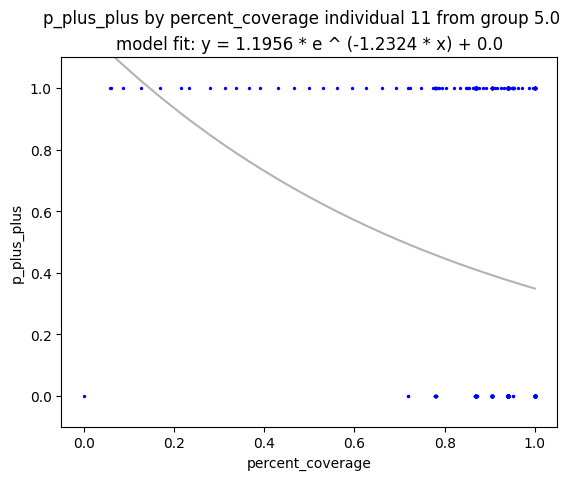 p_plus_plus by percent_coverage individual 11 from group 5.0
model fit: y = 1.1956 * e ^ (-1.2324 * x) + 0.0
1.0
0.8
0.6
0.4
0.2
0.0
p_plus_plus
0.0 0.2 0.4 0.6 0.8 1.0
percent_coverage